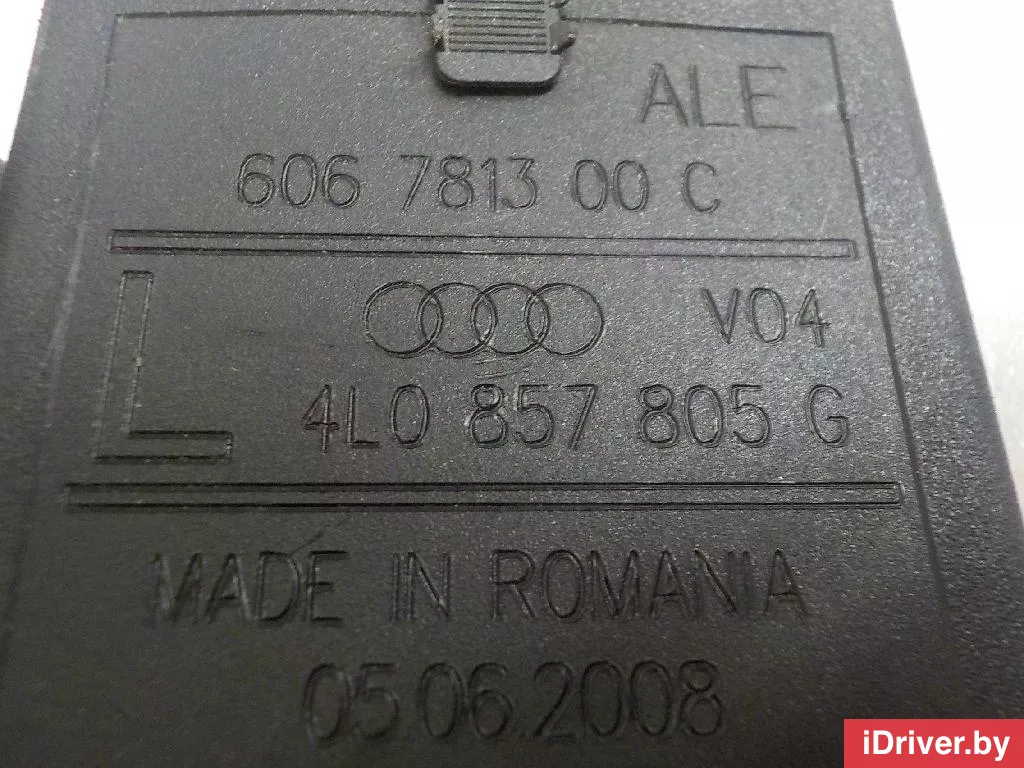 ALE
606 7813 00 C
L
V04
4L0 857 805 G
MADE IN ROMANIA
05.06.2008
iDriver.by